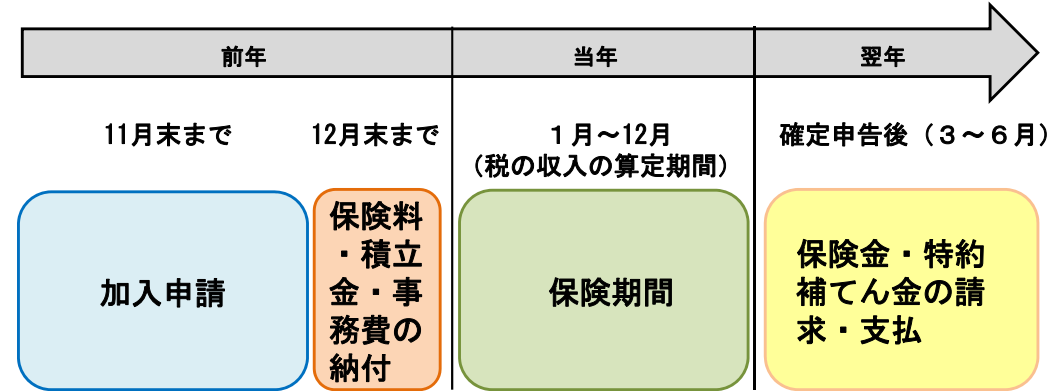 前年
当年
翌年
11月末まで
12月末まで
１月～12月
（税の収入の算定期間）
確定申告後（３～６月）
加入申請
保険料
・積立
金・事
務費の
納付
保険期間
保険金・特約
補てん金の請
求・支払